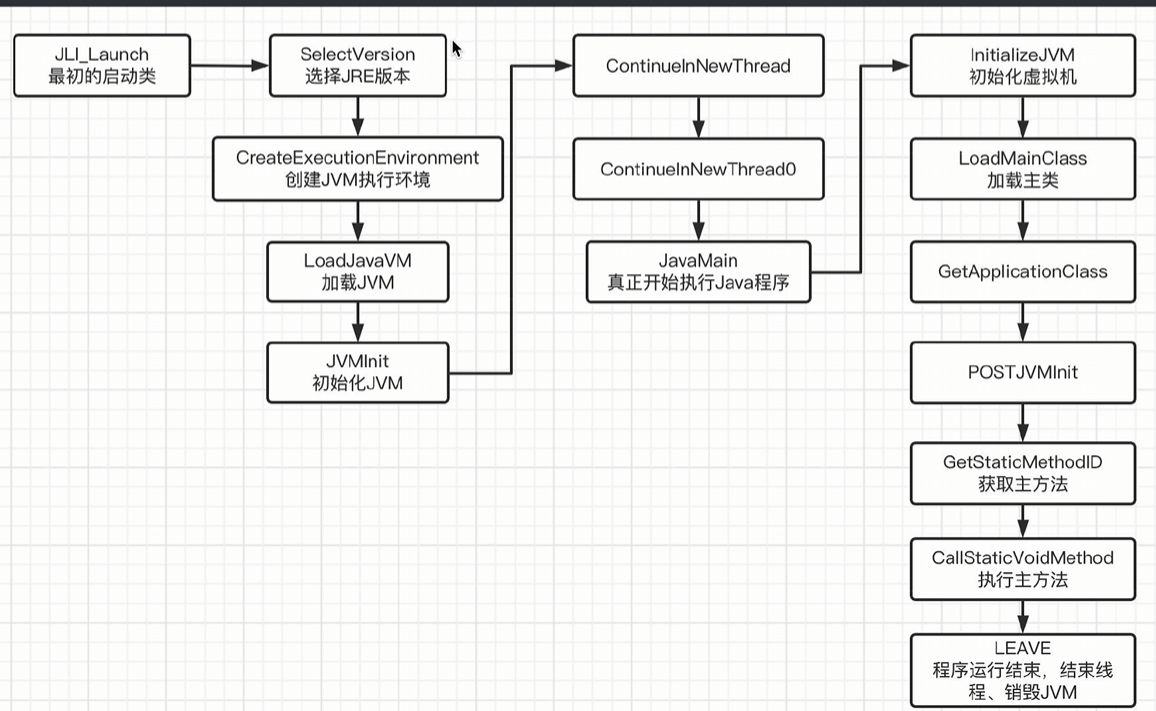 JLI_Launch
最初的启动类
SelectVersion
选择JRE版本
CreateExecutionEnvironment
创建JVM执行环境
LoadJavaVM
加载JVM
JVMInit
初始化JVM
ContinueInNewThread
ContinueInNewThread0
JavaMain
真正开始执行Java程序
InitializeJVM
初始化虚拟机
LoadMainClass
加载主类
GetApplicationClass
POSTJVMInit
GetStaticMethodID
获取主方法
CallStaticVoidMethod
执行主方法
LEAVE
程序运行结束，结束线
程、销毁JVM